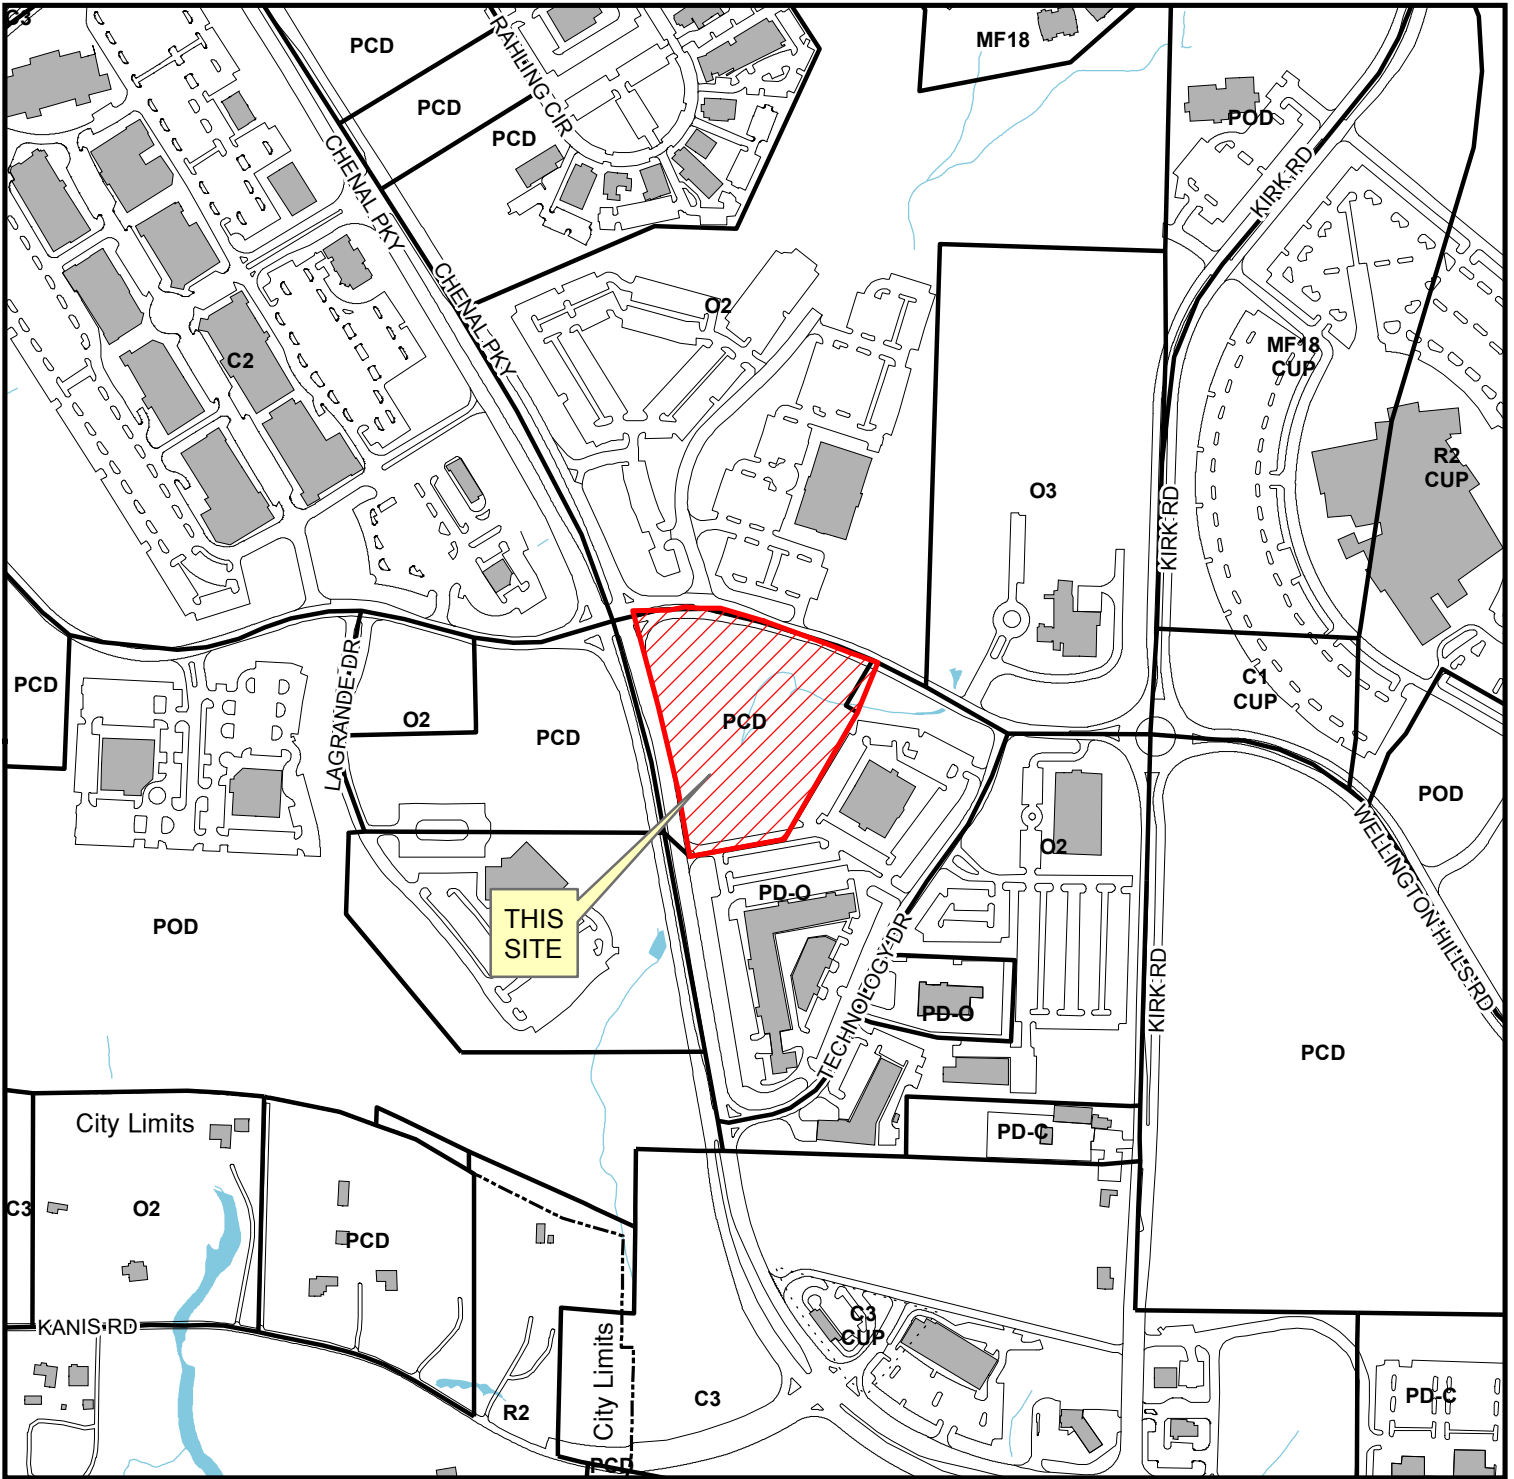 C3
PCD
RAHLING CIR
MF18
PCD
PCD
POD
CHENAL PKY
KIRK RD
CHENAL PKY
O2
C2
MF18
CUP
R2
CUP
O3
KIRK RD
LAGRANDE DR
PCD
C1
CUP
O2
PCD
PCD
POD
WELLINGTON HILLS RD
O2
PD-O
THIS
SITE
POD
TECHNOLOGY DR
KIRK RD
PD-O
PCD
City Limits
PD-C
C3
O2
PCD
C3
CUP
KANIS RD
City Limits
C3
PD-C
R2
PCD